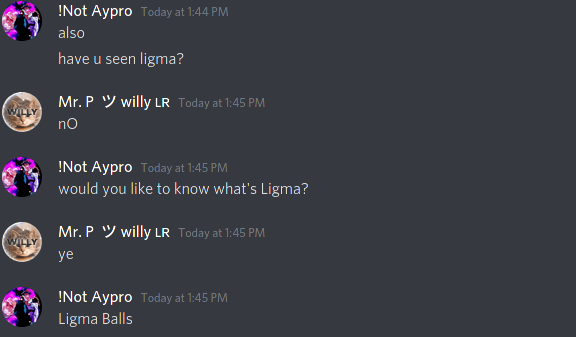 !Not Aypro Today at 1:44 PM
also
have u seen ligma?
Mr. P ツ willy LR Today at 1:45 PM
WILLY
nO
!Not Aypro Today at 1:45 PM
would you like to know what's Ligma?
Mr. P ツ willy LR Today at 1:45 PM
WILLY
ye
!Not Aypro Today at 1:45 PM
Ligma Balls